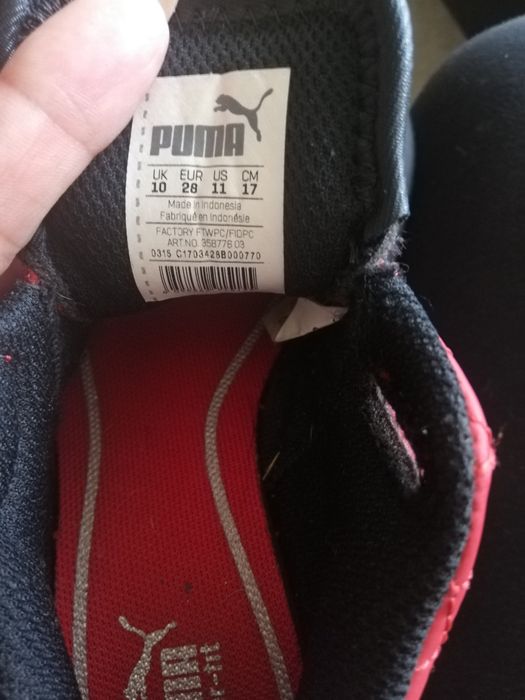 PUMA
UK EUR US CM
10 28 11 17
Made in Indonesia
Fabriqué en Indonésie
FACTORY FTWPC/FIDPC
ART.NO. 358776 03
0315 C1703428B000770